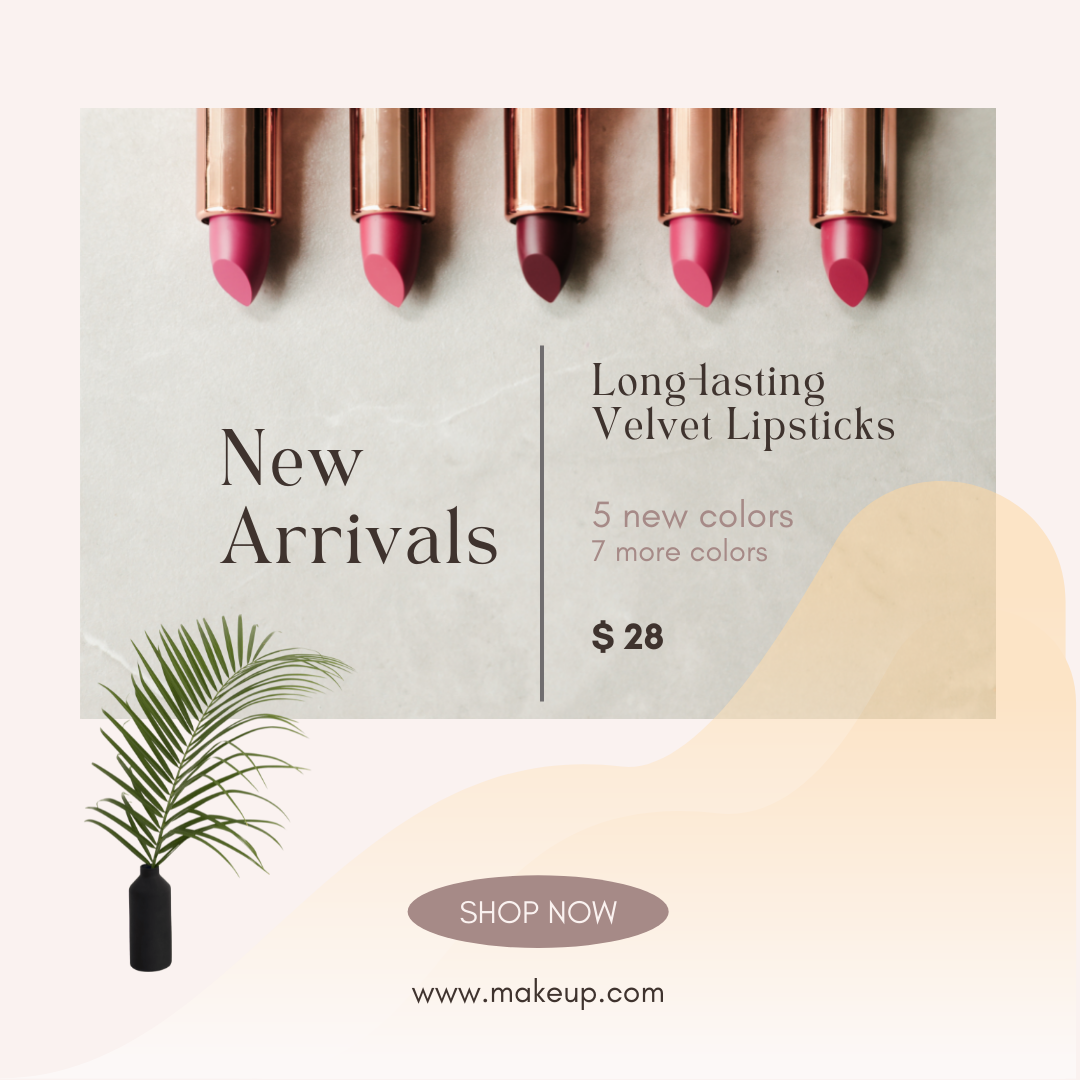 New
Arrivals
Long-lasting
Velvet Lipsticks
5 new colors
7 more colors
$ 28
SHOP NOW
www.makeup.com